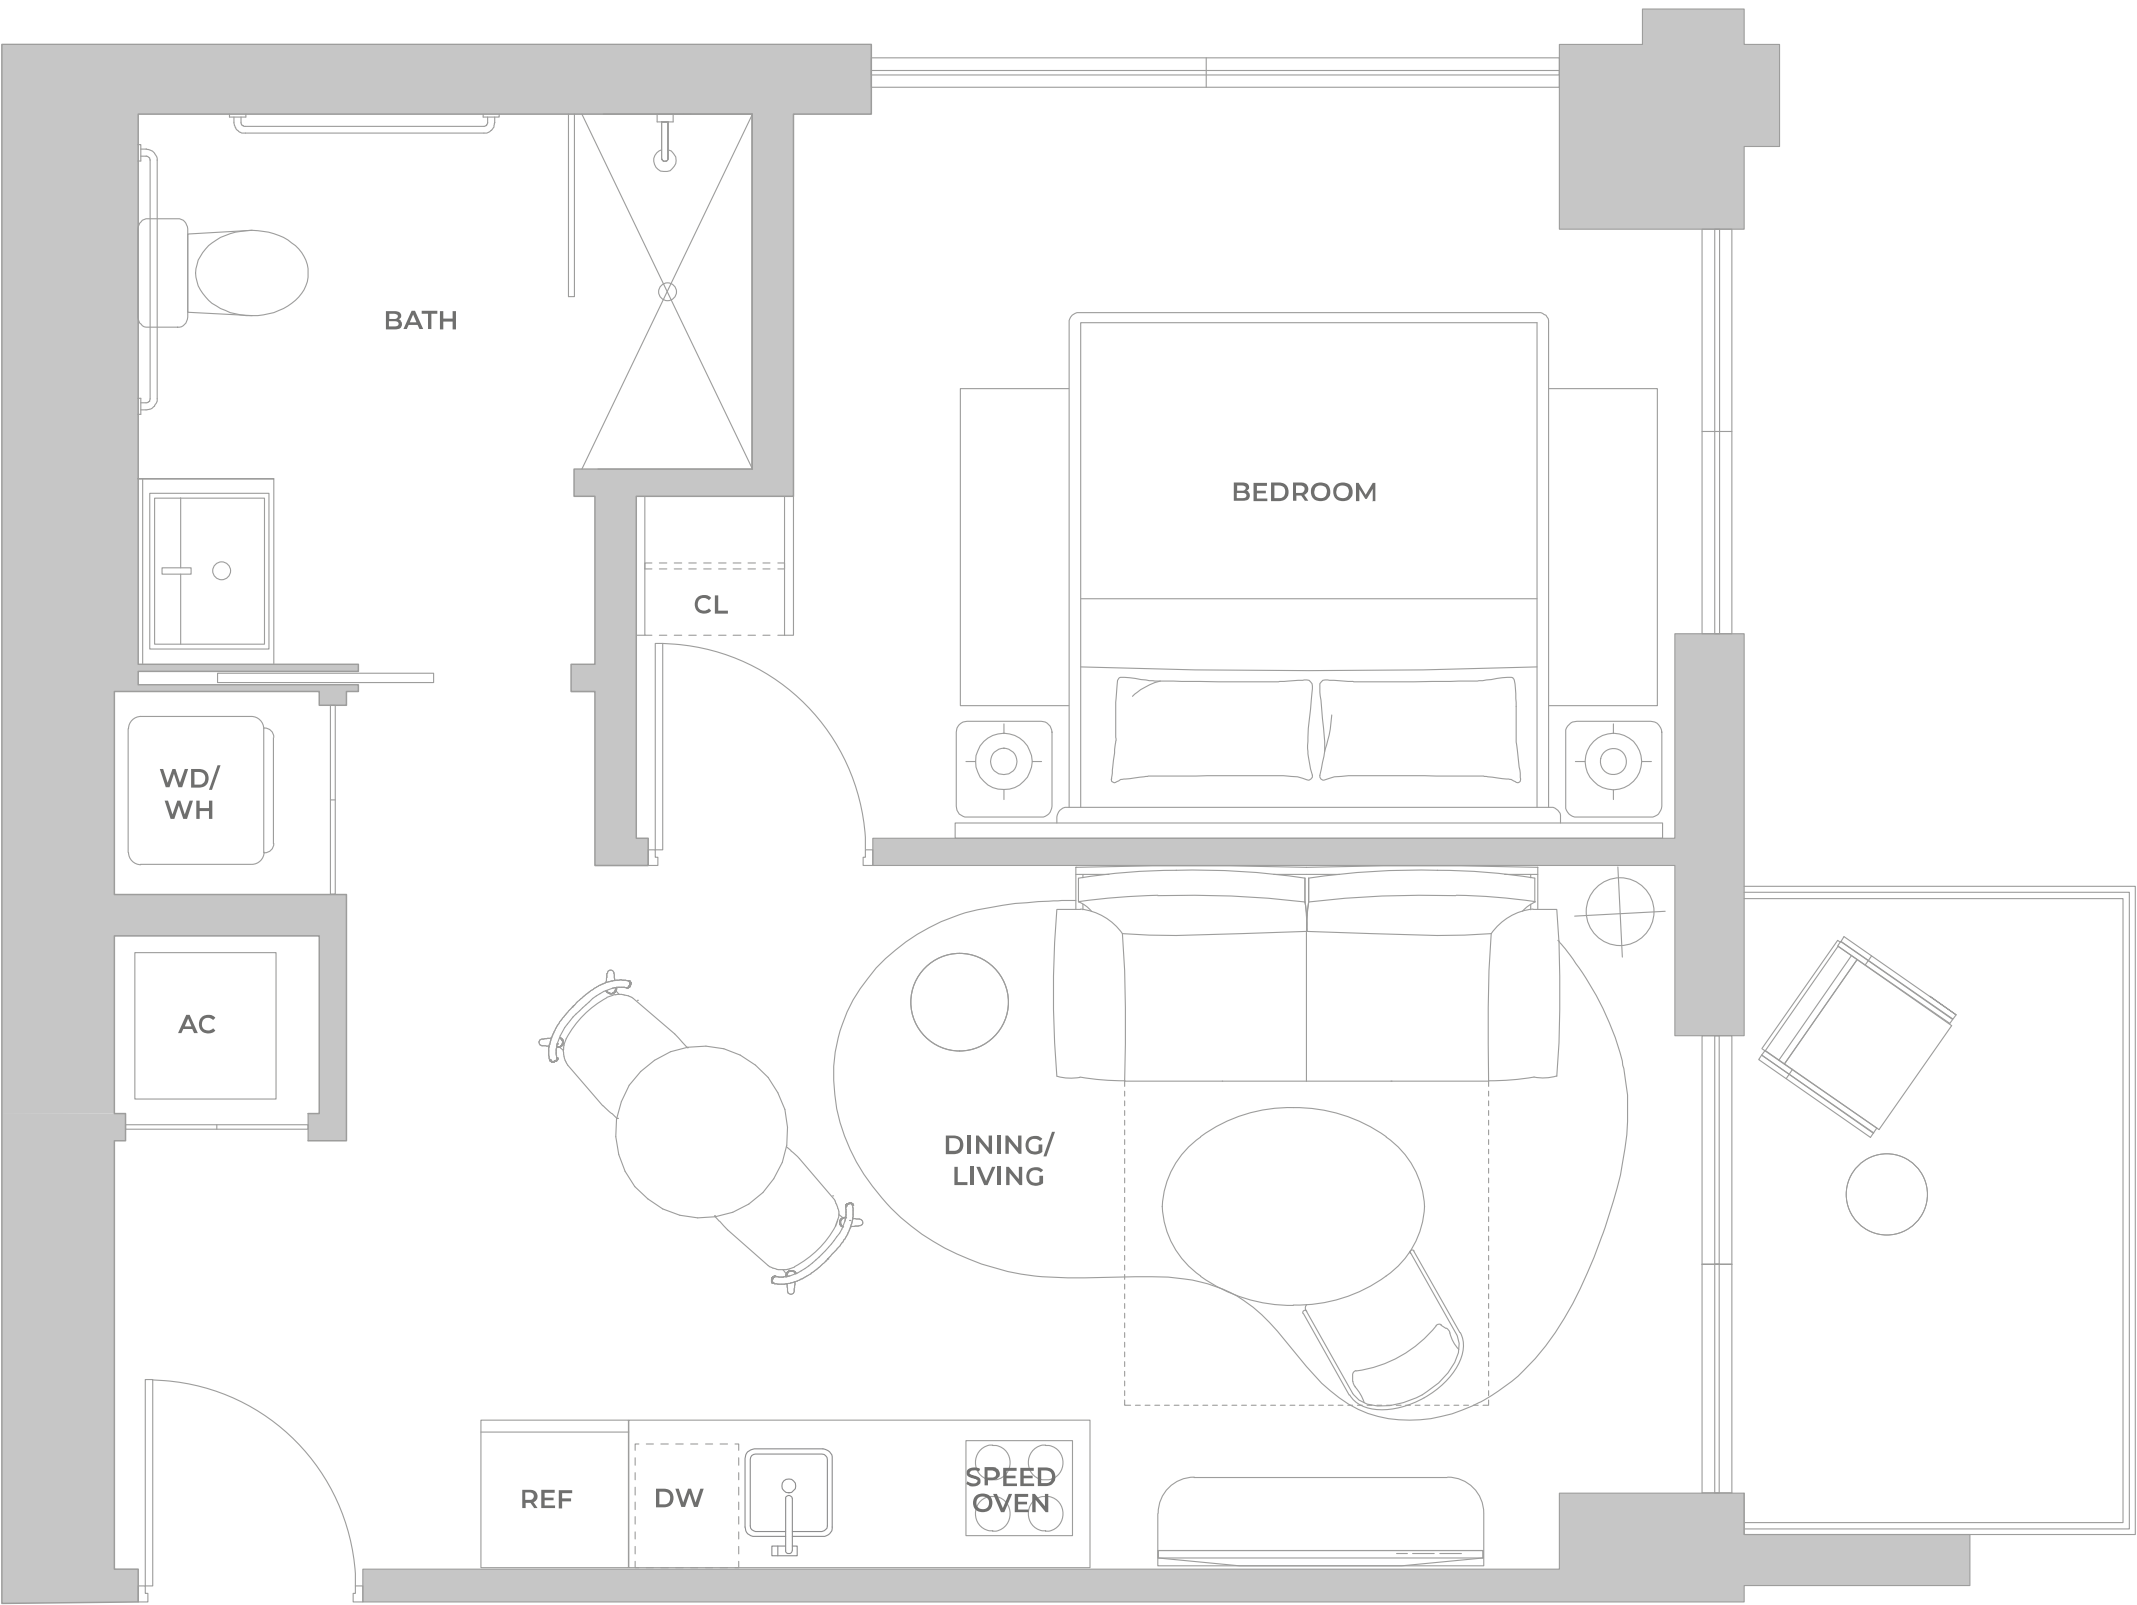 BATH
BEDROOM
CL
WD/
WH
AC
DINING/
LIVING
REF
DW
SPEED
OVEN